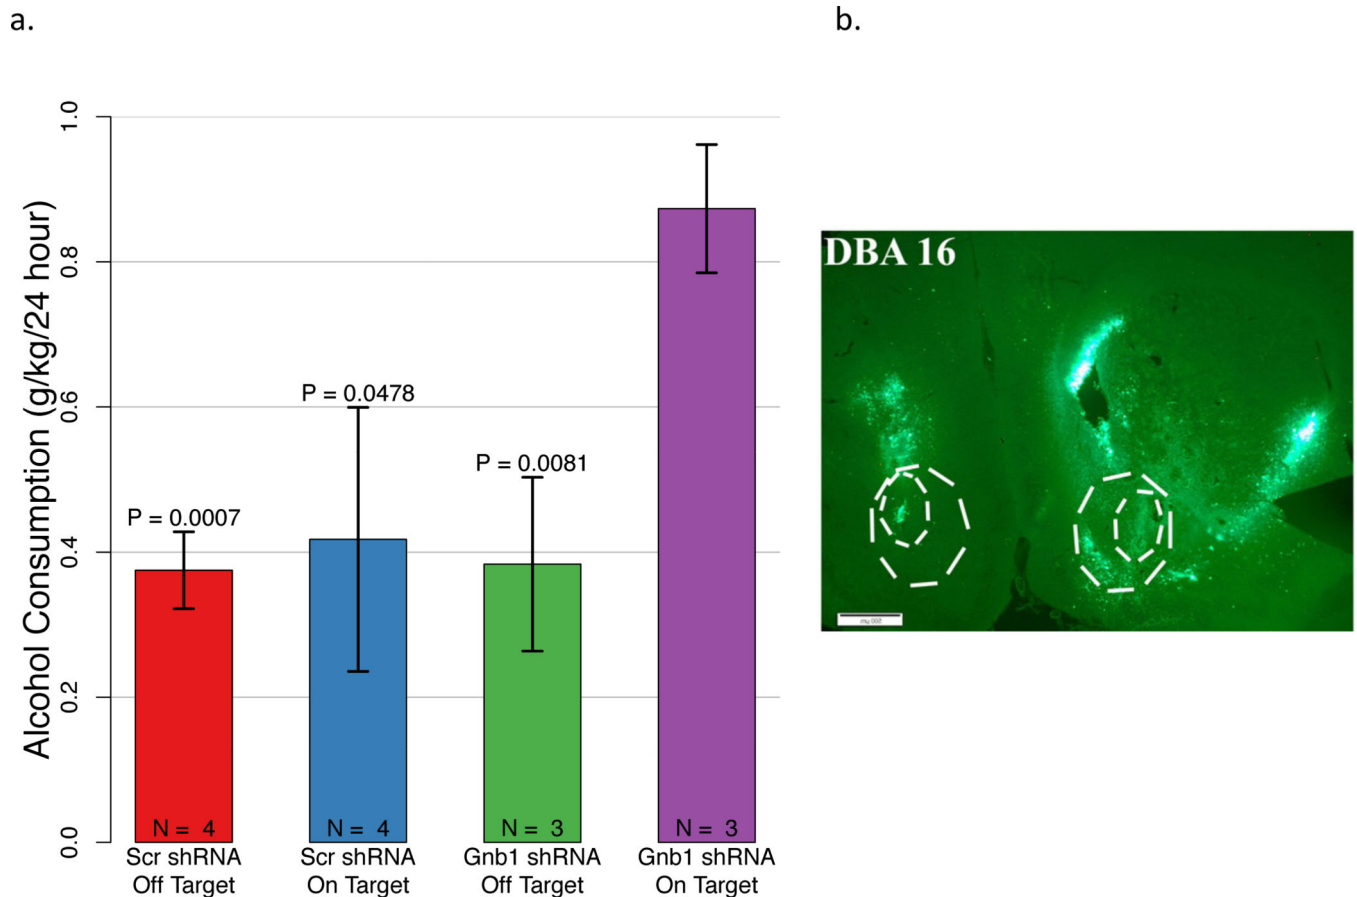 a.
b.
Alcohol Consumption (g/kg/24 hour)
1.0
0.8
0.6
0.4
0.2
0.0
P = 0.0007
P = 0.0478
P = 0.0081
N = 4
N = 4
N = 3
N = 3
Scr shRNA
Off Target
Scr shRNA
On Target
Gnb1 shRNA
Off Target
Gnb1 shRNA
On Target
DBA 16
500 µm